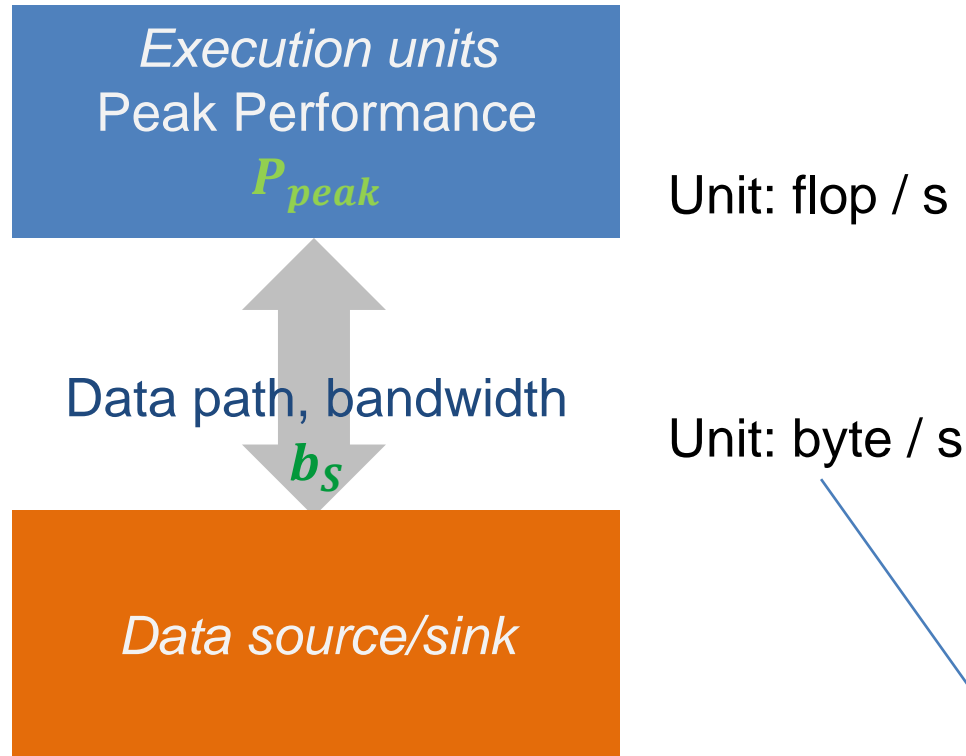 Execution units
Peak Performance
P_peak
Unit: flop / s
Data path, bandwidth
b_S
Unit: byte / s
Data source/sink